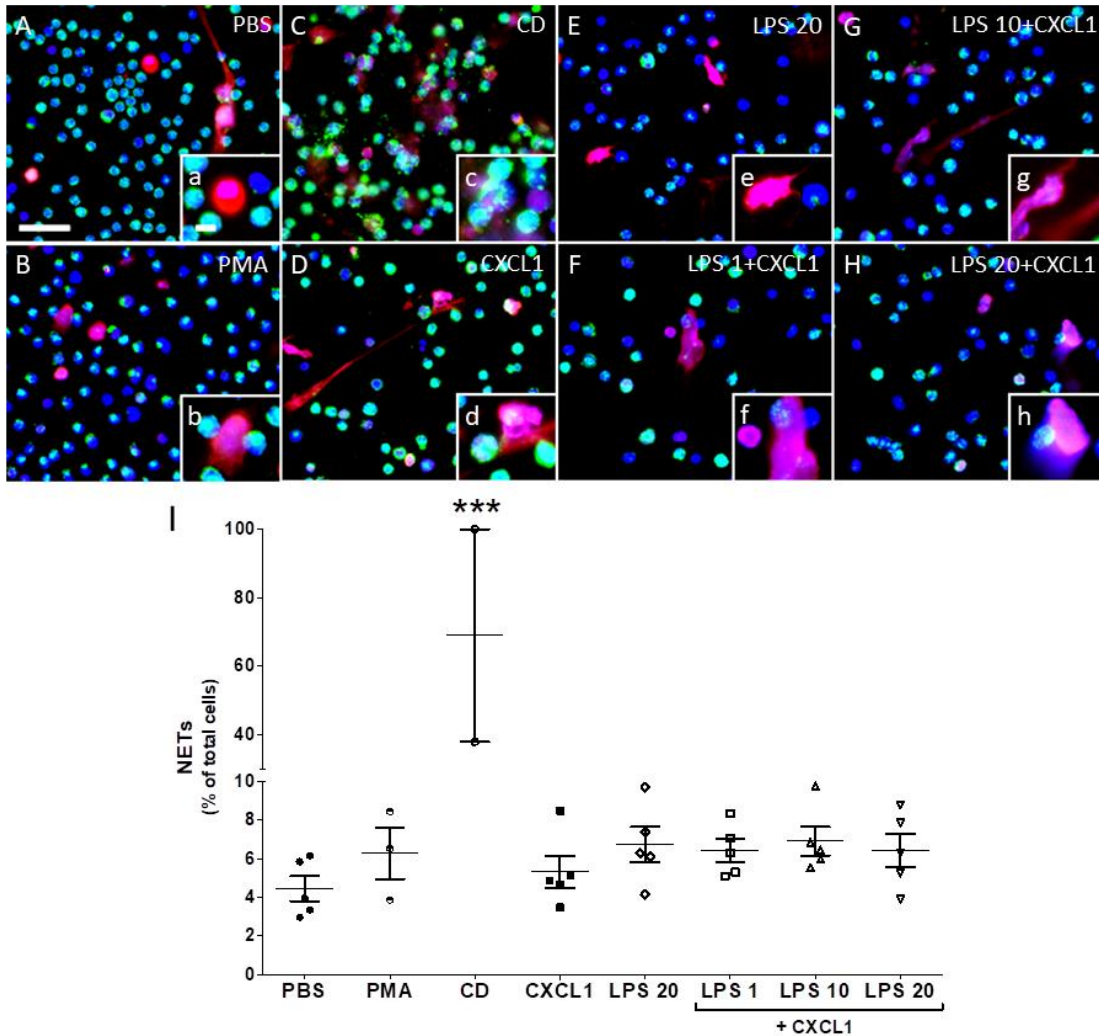 A PBS
C CD
E LPS 20
G LPS 10+CXCL1
a
c
e
g
B PMA
D CXCL1
F LPS 1+CXCL1
H LPS 20+CXCL1
b
d
f
h
I
***
NETs
(% of total cells)
100
80
60
40
10
8
6
4
2
0
PBS PMA CD CXCL1 LPS 20 LPS 1 LPS 10 LPS 20
+ CXCL1